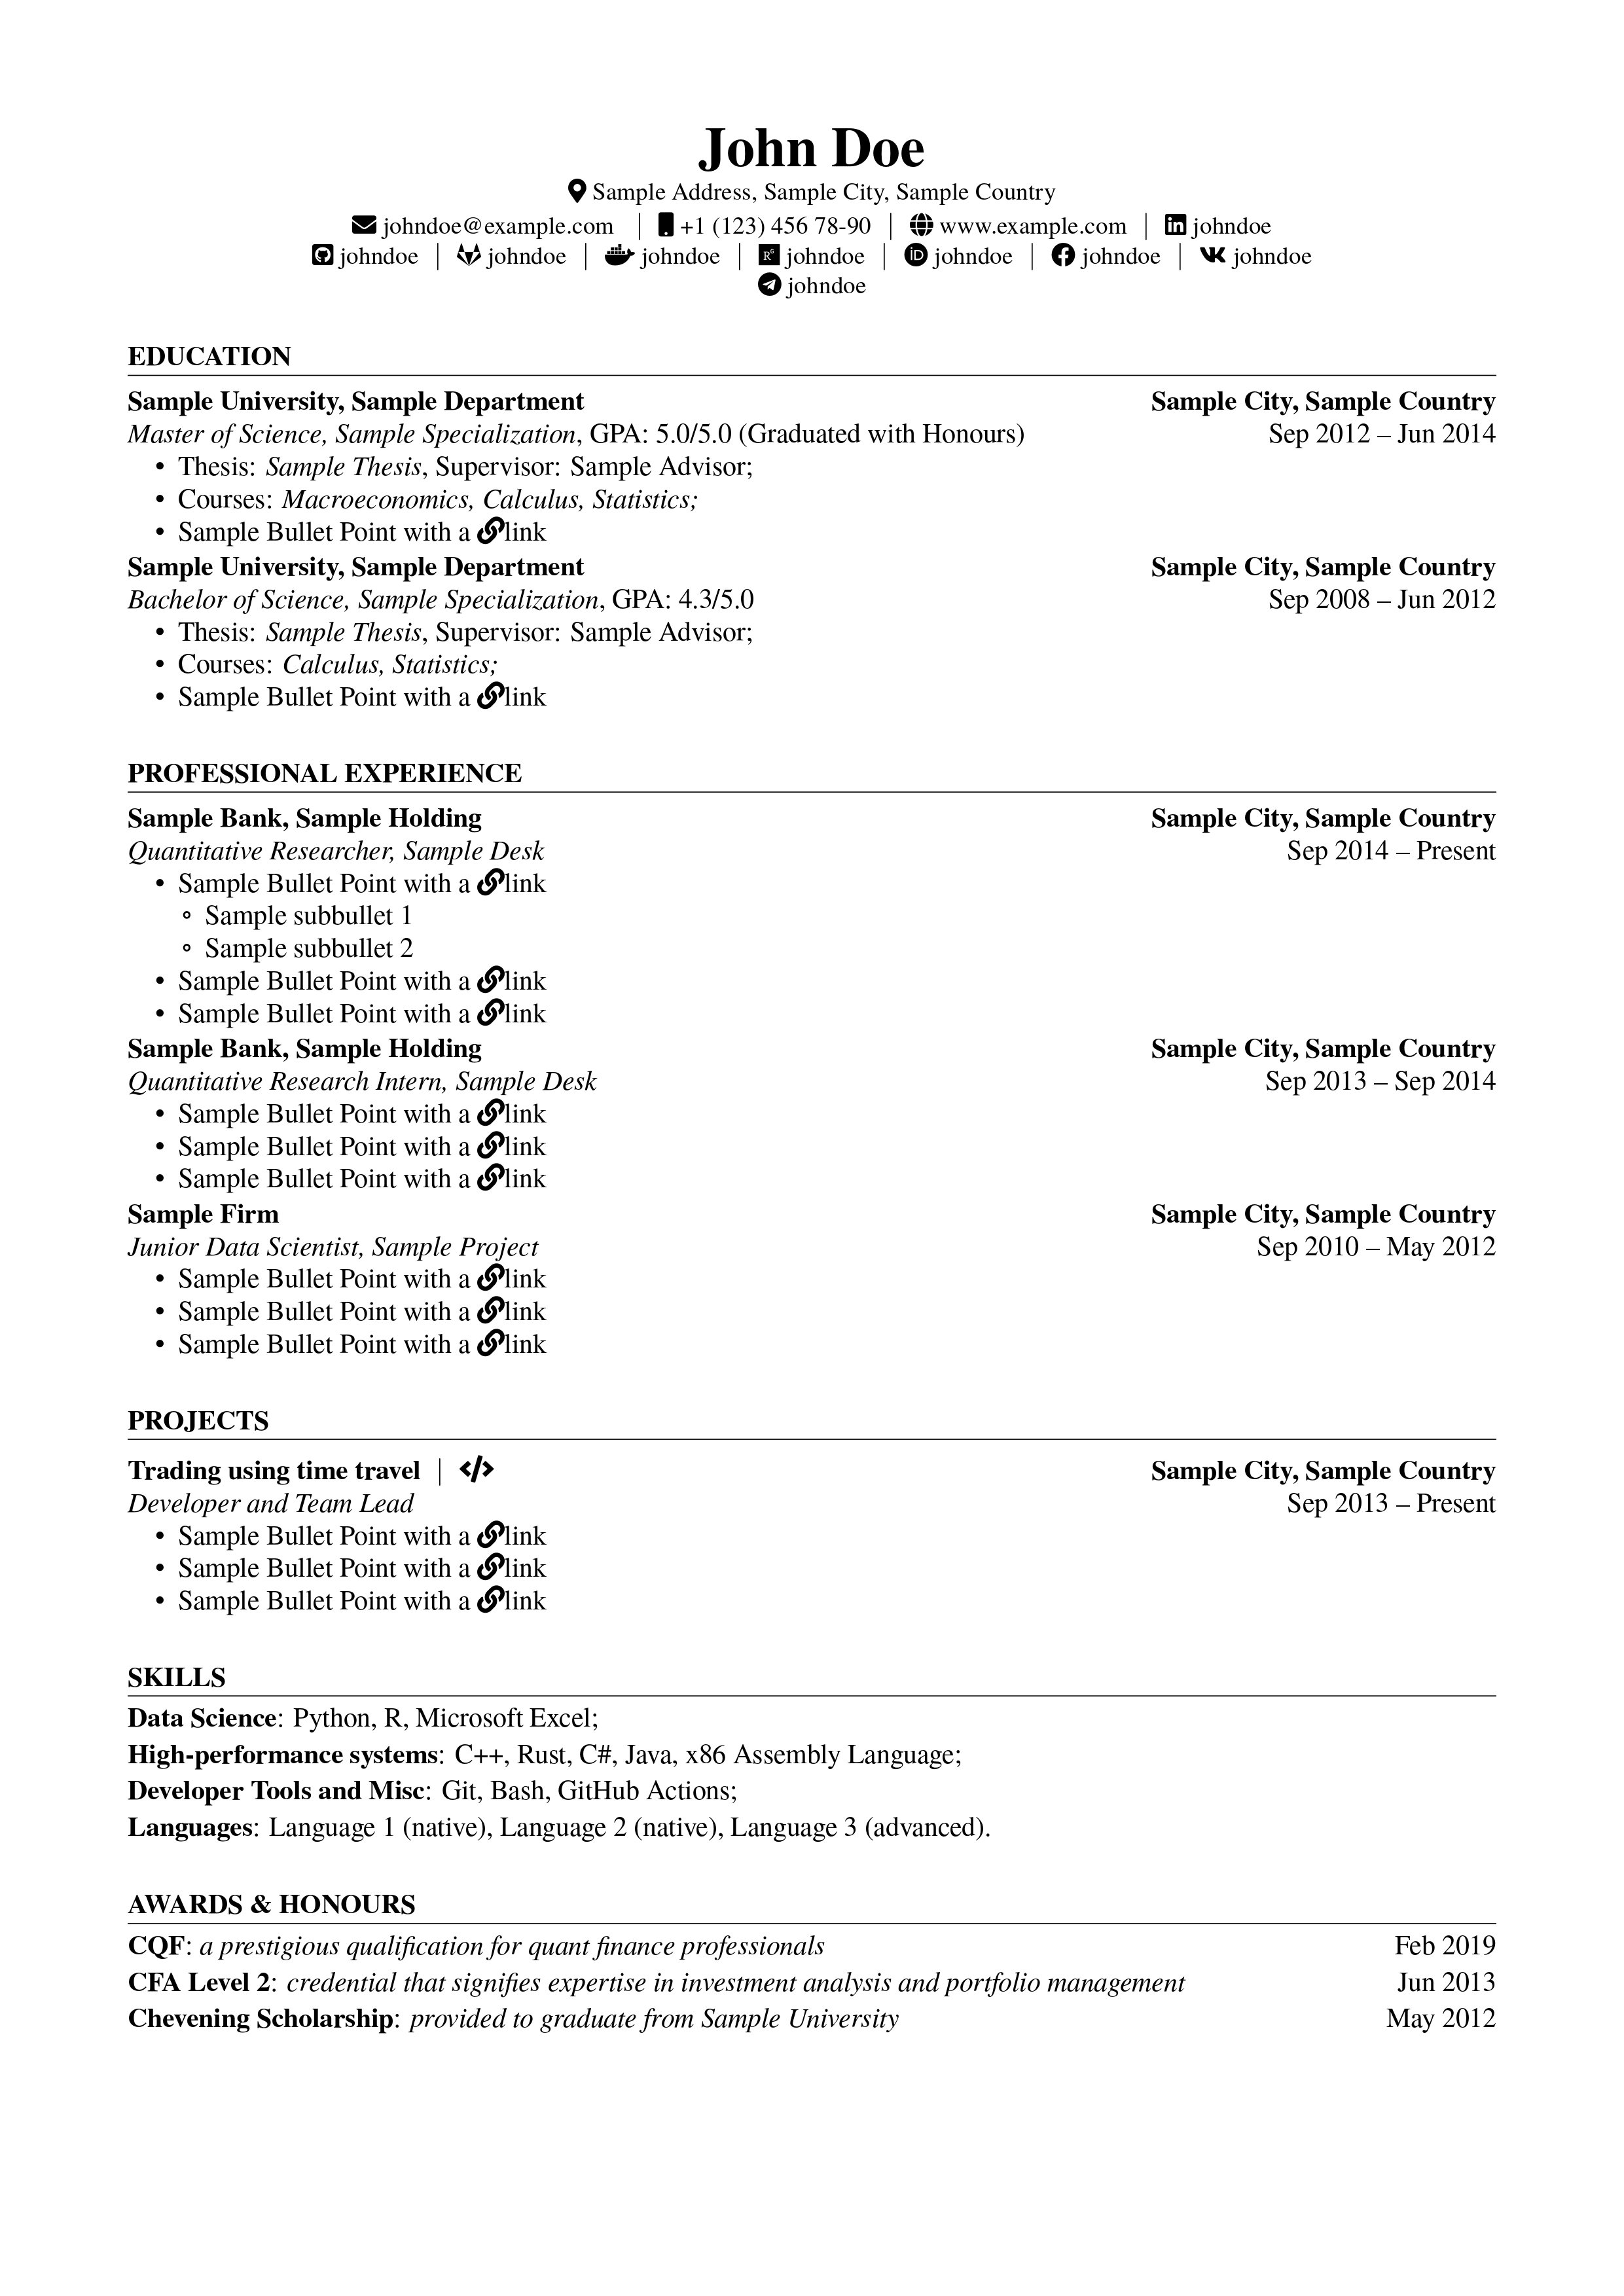 John Doe
Sample Address, Sample City, Sample Country
johndoe@example.com | +1 (123) 456 78-90 | www.example.com | johndoe
johndoe | johndoe | johndoe | johndoe | johndoe | johndoe | johndoe
johndoe
EDUCATION
Sample University, Sample Department Sample City, Sample Country
Master of Science, Sample Specialization, GPA: 5.0/5.0 (Graduated with Honours) Sep 2012 – Jun 2014
• Thesis: Sample Thesis, Supervisor: Sample Advisor;
• Courses: Macroeconomics, Calculus, Statistics;
• Sample Bullet Point with a link
Sample University, Sample Department Sample City, Sample Country
Bachelor of Science, Sample Specialization, GPA: 4.3/5.0 Sep 2008 – Jun 2012
• Thesis: Sample Thesis, Supervisor: Sample Advisor;
• Courses: Calculus, Statistics;
• Sample Bullet Point with a link
PROFESSIONAL EXPERIENCE
Sample Bank, Sample Holding Sample City, Sample Country
Quantitative Researcher, Sample Desk Sep 2014 – Present
• Sample Bullet Point with a link
∘ Sample subbullet 1
∘ Sample subbullet 2
• Sample Bullet Point with a link
• Sample Bullet Point with a link
Sample Bank, Sample Holding Sample City, Sample Country
Quantitative Research Intern, Sample Desk Sep 2013 – Sep 2014
• Sample Bullet Point with a link
• Sample Bullet Point with a link
• Sample Bullet Point with a link
Sample Firm Sample City, Sample Country
Junior Data Scientist, Sample Project Sep 2010 – May 2012
• Sample Bullet Point with a link
• Sample Bullet Point with a link
• Sample Bullet Point with a link
PROJECTS
Trading using time travel | </> Sample City, Sample Country
Developer and Team Lead Sep 2013 – Present
• Sample Bullet Point with a link
• Sample Bullet Point with a link
• Sample Bullet Point with a link
SKILLS
Data Science: Python, R, Microsoft Excel;
High-performance systems: C++, Rust, C#, Java, x86 Assembly Language;
Developer Tools and Misc: Git, Bash, GitHub Actions;
Languages: Language 1 (native), Language 2 (native), Language 3 (advanced).
AWARDS & HONOURS
CQF: a prestigious qualification for quant finance professionals Feb 2019
CFA Level 2: credential that signifies expertise in investment analysis and portfolio management Jun 2013
Chevening Scholarship: provided to graduate from Sample University May 2012